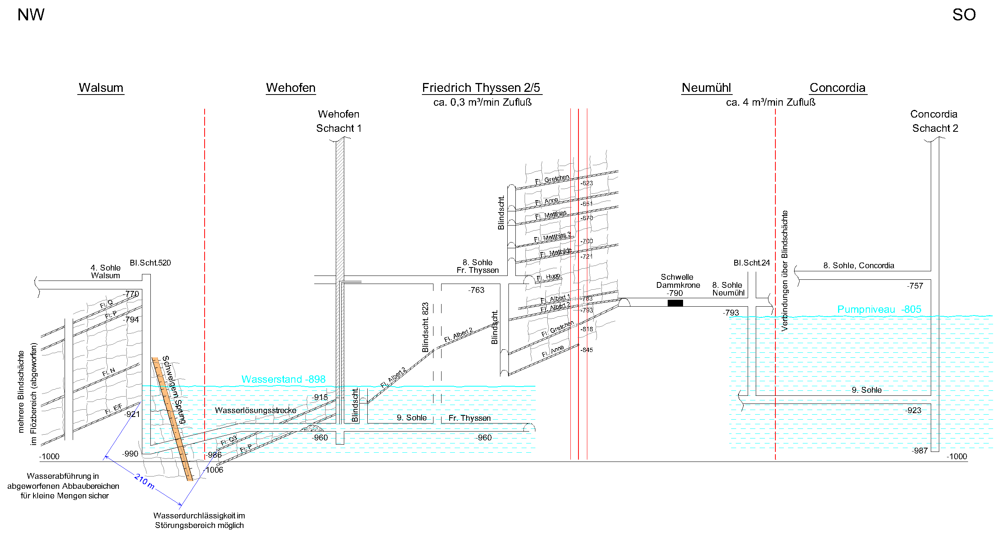 NW
SO
Walsum
Wehofen
Friedrich Thyssen 2/5
ca. 0,3 m³/min Zufluß
Neumühl
Concordia
ca. 4 m³/min Zufluß
Wehofen
Schacht 1
Concordia
Schacht 2
Fl. Gretchen
-623
Blindscht.
Fl. Anna
-651
Fl. Matthias
-670
Fl. Matthias 3
-700
Fl. Mathilde
-721
Verbindungen über Blindschächte
4. Sohle
Walsum
Bl.Scht.520
8. Sohle
Fr. Thyssen
Bl.Scht.24
8. Sohle, Concordia
Fl. Hugo
Schwelle
Dammkrone
-790
8. Sohle
Neumühl
-763
-757
-770
Fl. Q
Fl. P
-794
Fl. Albert 1
-783
Fl. Albert 2
-793
-793
Pumpniveau -805
Blindscht. 823
Blindscht.
Fl. Albert 2
Fl. Gretchen
-818
Fl. Anna
-845
mehrere Blindschächte
im Flözbereich (abgeworfen)
Fl. N
Schwelgern Sprung
Wasserstand -898
Fl. Albert 2
-915
Blindscht.
9. Sohle
Fl. E/F
-921
Wasserlösungsstrecke
9. Sohle
Fr. Thyssen
-923
-960
-960
Fl. Q3
Fl. P
-990
-986
-987
-1000
-1000
-1006
210 m
Wasserabführung in
abgeworfenen Abbaubereichen
für kleine Mengen sicher
Wasserdurchlässigkeit im
Störungsbereich möglich